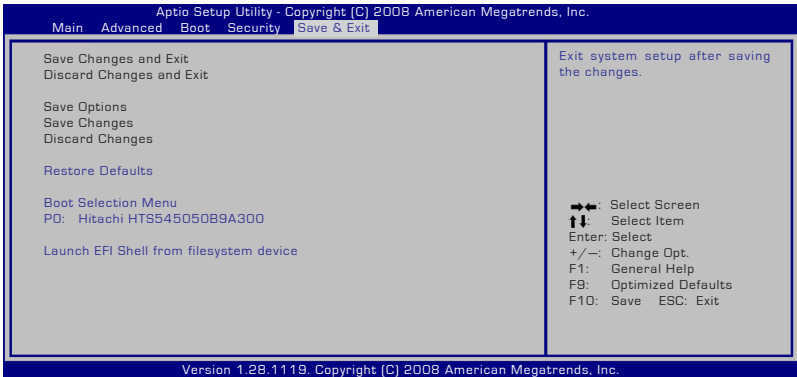 Aptio Setup Utility - Copyright (C) 2008 American Megatrends, Inc.
Main Advanced Boot Security Save & Exit
Save Changes and Exit
Discard Changes and Exit
Save Options
Save Changes
Discard Changes
Restore Defaults
Boot Selection Menu
P0: Hitachi HTS545050B9A300
Launch EFI Shell from filesystem device
Exit system setup after saving
the changes.
→←: Select Screen
↑↓: Select Item
Enter: Select
+/—: Change Opt.
F1: General Help
F9: Optimized Defaults
F10: Save ESC: Exit
Version 1.28.1119. Copyright (C) 2008 American Megatrends, Inc.